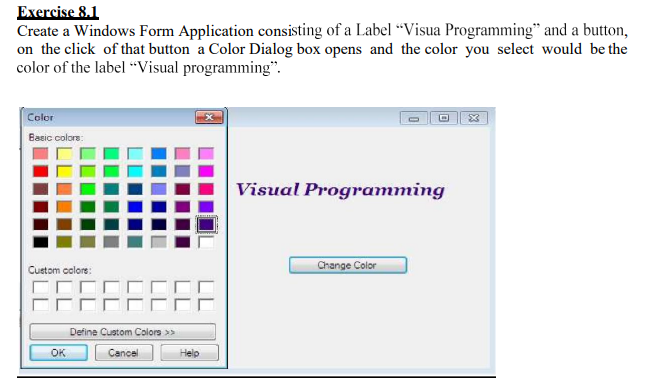 Exercise 8.1
Create a Windows Form Application consisting of a Label “Visua Programming” and a button,
on the click of that button a Color Dialog box opens and the color you select would be the
color of the label “Visual programming”.
Color
Basic colors:
Visual Programming
Change Color
Custom colors:
Define Custom Colors >>
OK
Cancel
Help